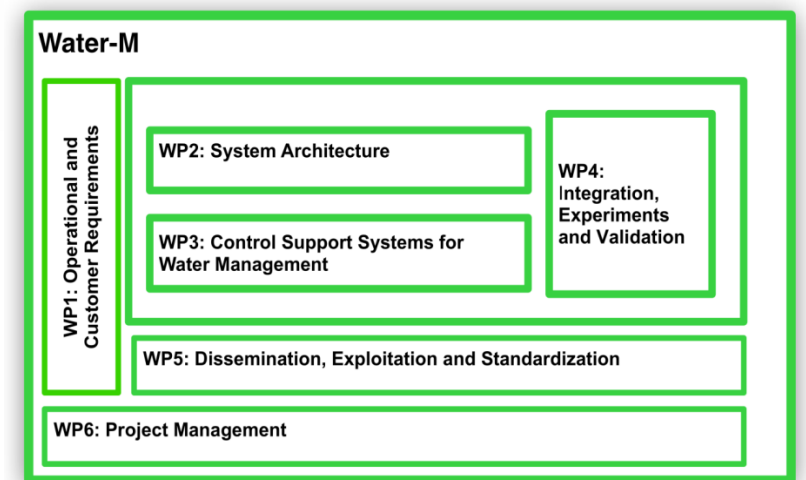 Water-M
WP1: Operational and
Customer Requirements
WP2: System Architecture
WP3: Control Support Systems for
Water Management
WP4:
Integration,
Experiments
and Validation
WP5: Dissemination, Exploitation and Standardization
WP6: Project Management